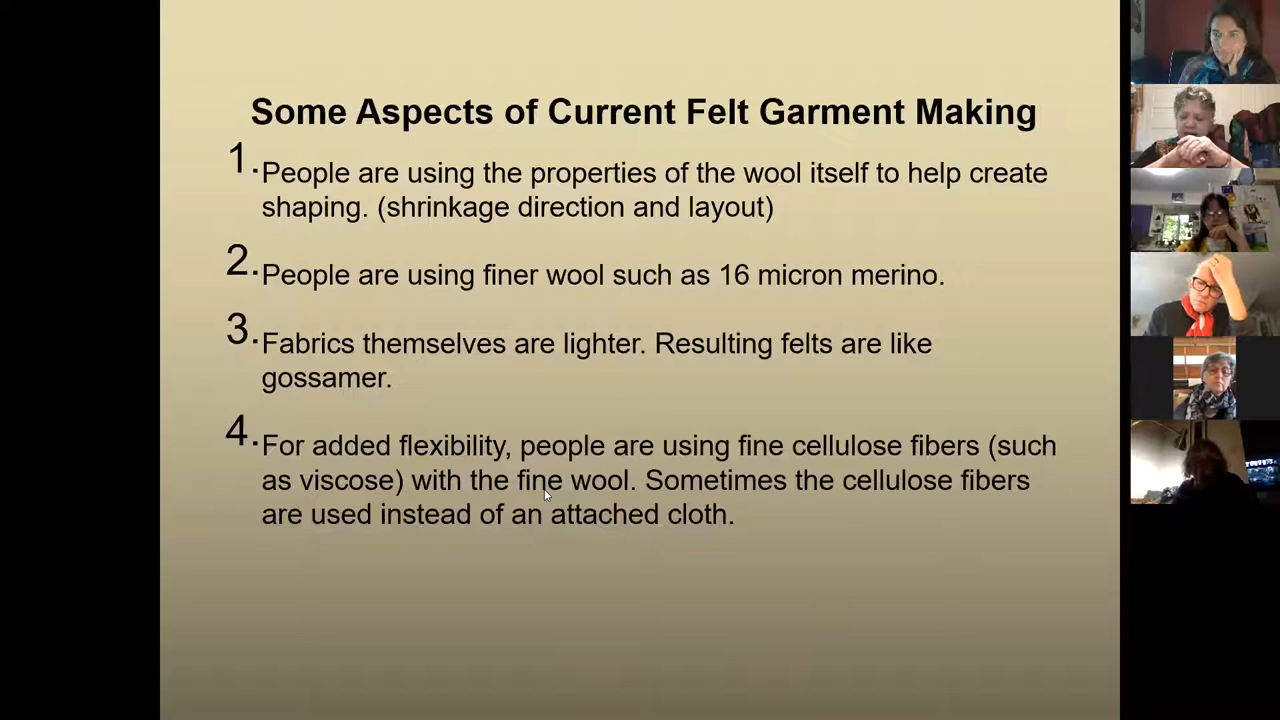 Some Aspects of Current Felt Garment Making
1. People are using the properties of the wool itself to help create
shaping. (shrinkage direction and layout)
2. People are using finer wool such as 16 micron merino.
3. Fabrics themselves are lighter. Resulting felts are like
gossamer.
4. For added flexibility, people are using fine cellulose fibers (such
as viscose) with the fine wool. Sometimes the cellulose fibers
are used instead of an attached cloth.